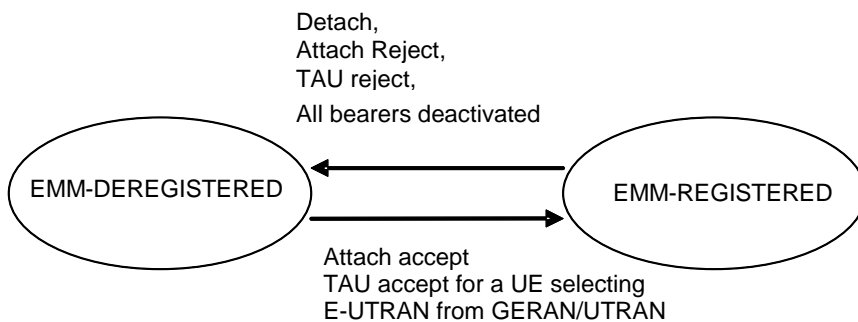 Detach,
Attach Reject,
TAU reject,
All bearers deactivated
EMM-DEREGISTERED
EMM-REGISTERED
Attach accept
TAU accept for a UE selecting
E-UTRAN from GERAN/UTRAN